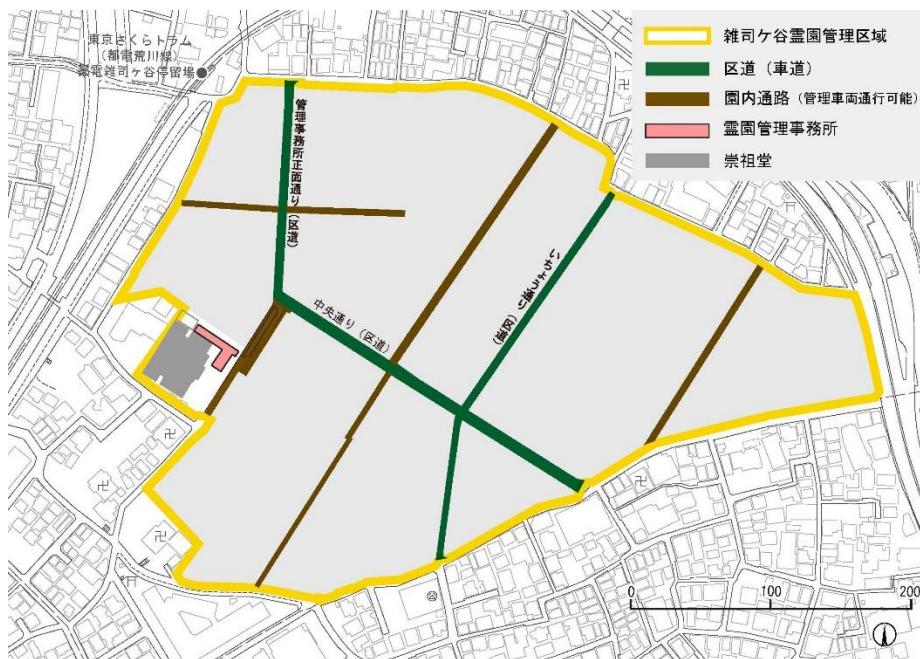 東京さくらトラム
（都電荒川線）
都電雑司ケ谷停留場
管理事務所正面通り（区道）
中央通り（区道）
いちょう通り（区道）
雑司ケ谷霊園管理区域
区道（車道）
園内通路（管理車両通行可能）
霊園管理事務所
崇祖堂
0 100 200